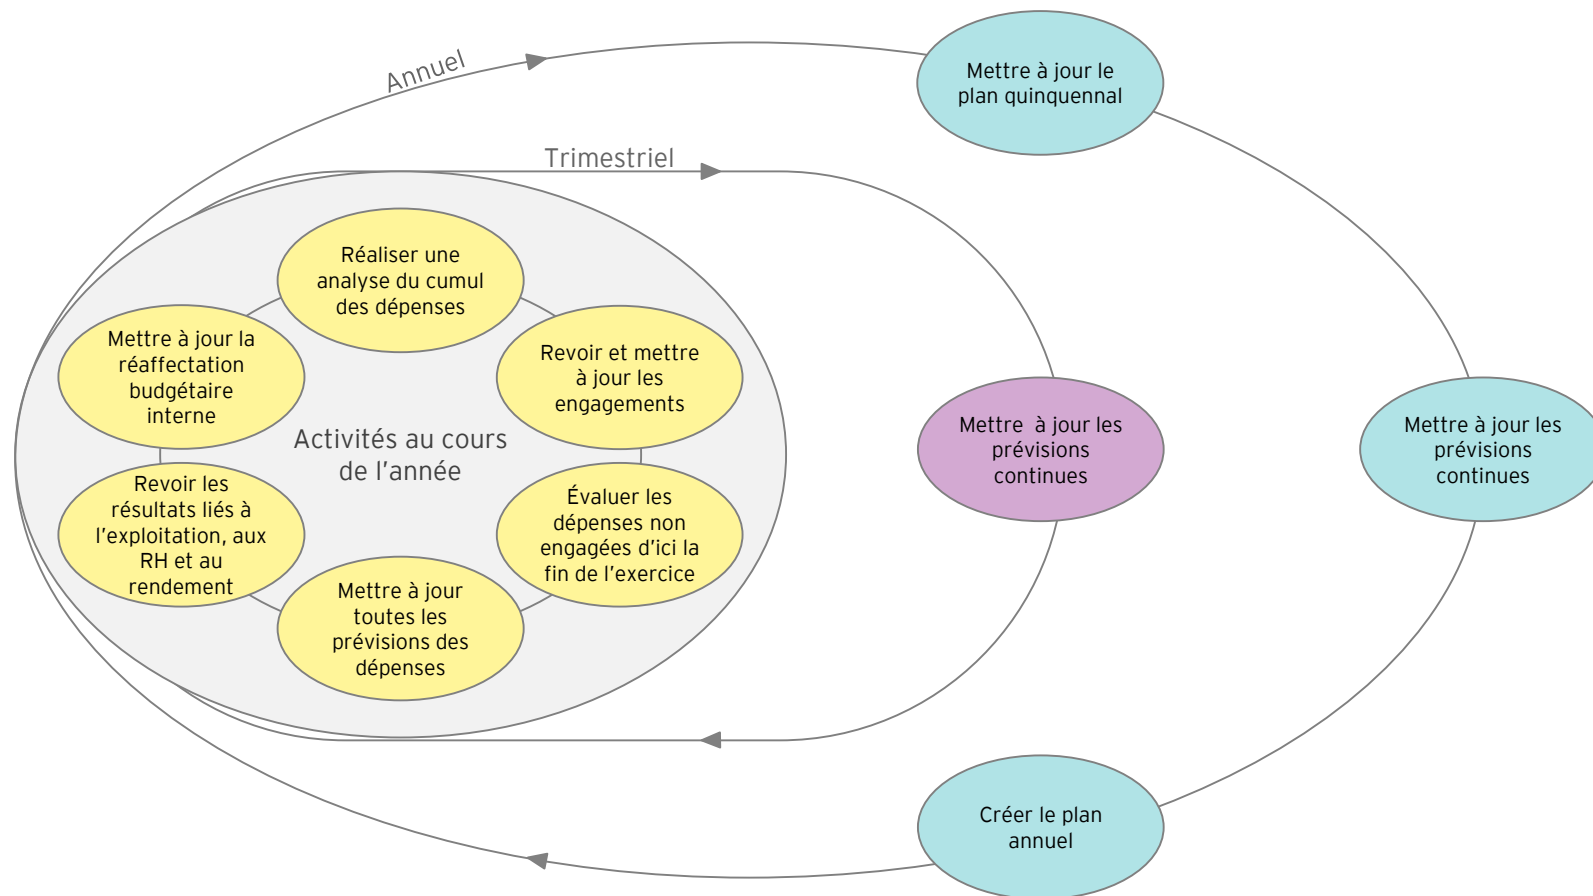 Annuel
Mettre à jour le
plan quinquennal
Trimestriel
Réaliser une
analyse du cumul
des dépenses
Mettre à jour la
réaffectation
budgétaire
interne
Revoir et mettre
à jour les
engagements
Activités au cours
de l'année
Mettre  à jour les
prévisions
continues
Mettre à jour les
prévisions
continues
Revoir les
résultats liés à
l'exploitation, aux
RH et au
rendement
Évaluer les
dépenses non
engagées d'ici la
fin de l'exercice
Mettre à jour
toutes les
prévisions des
dépenses
Créer le plan
annuel